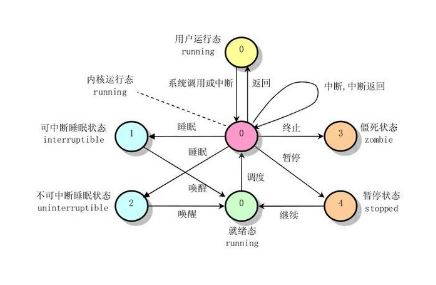 用户运行态
running
0
内核运行态
running
系统调用或中断
返回
中断,中断返回
可中断睡眠状态
interruptible
1
睡眠
0
终止
3
僵死状态
zombie
睡眠
暂停
唤醒
调度
不可中断睡眠状态
uninterruptible
2
唤醒
0
继续
4
暂停状态
stopped
就绪态
running